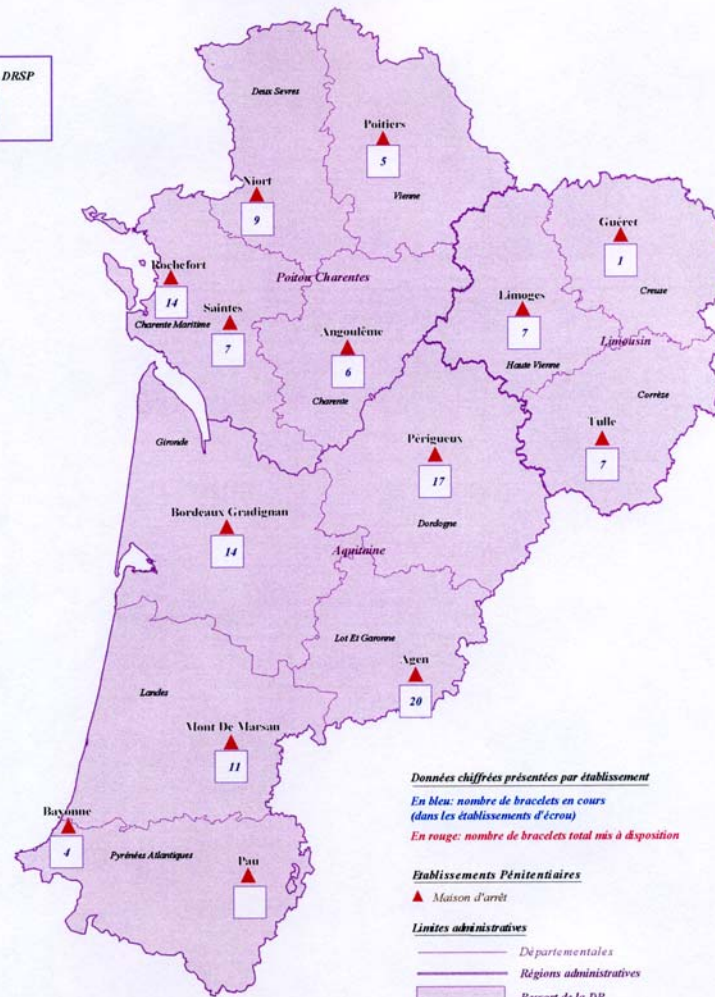 DRSP
Deux Sevres
Poitiers
5
Vienne
Niort
9
Guéret
1
Creuse
Rochefort
14
Poitou Charentes
Saintes
7
Charente Maritime
Limoges
7
Haute Vienne
Limousin
Angoulême
6
Charente
Corrèze
Tulle
7
Gironde
Périgueux
17
Dordogne
Bordeaux Gradignan
14
Aquitaine
Lot Et Garonne
Agen
20
Landes
Mont De Marsan
11
Bayonne
4
Pyrénées Atlantiques
Pau
Données chiffrées présentées par établissement
En bleu: nombre de bracelets en cours
(dans les établissements d'écrou)
En rouge: nombre de bracelets total mis à disposition
Etablissements Pénitentiaires
Maison d'arrêt
Limites administratives
Départementales
Régions administratives
de la DR